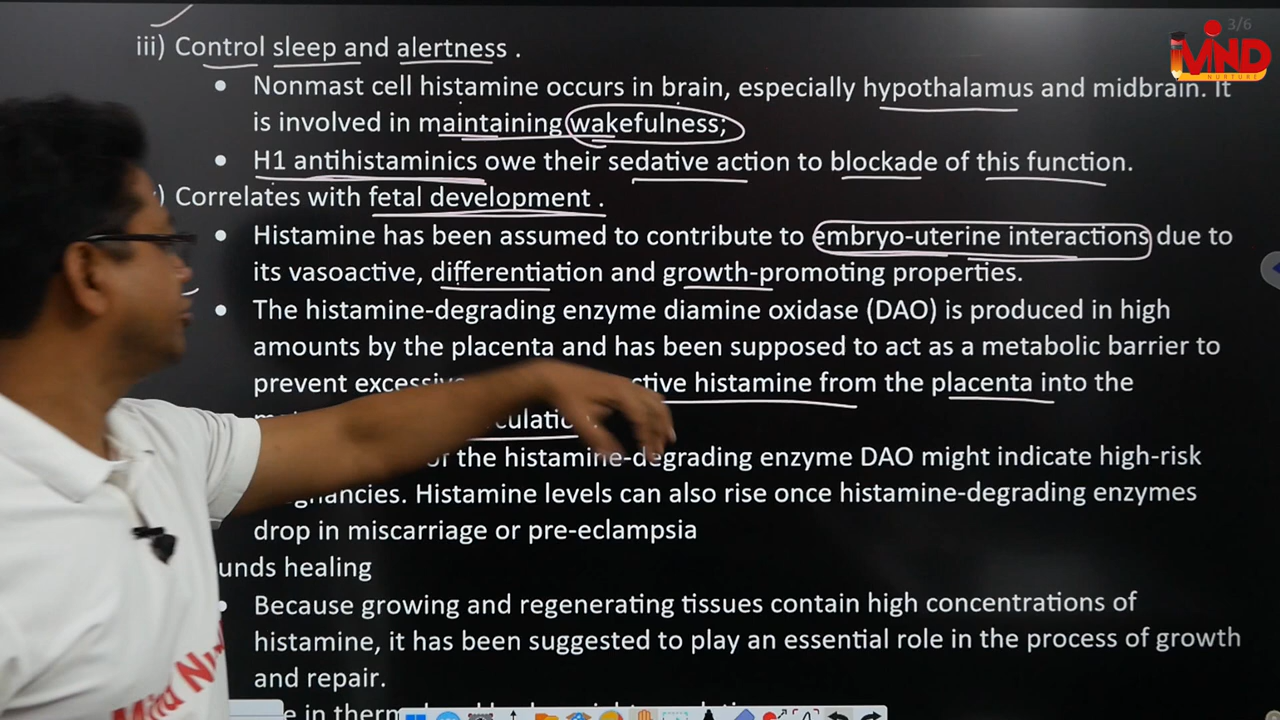 3/6
MIND
NURTURE
iii) Control sleep and alertness .
• Nonmast cell histamine occurs in brain, especially hypothalamus and midbrain. It
is involved in maintaining wakefulness;
• H1 antihistaminics owe their sedative action to blockade of this function.
) Correlates with fetal development .
• Histamine has been assumed to contribute to embryo-uterine interactions due to
its vasoactive, differentiation and growth-promoting properties.
• The histamine-degrading enzyme diamine oxidase (DAO) is produced in high
amounts by the placenta and has been supposed to act as a metabolic barrier to
prevent ctive histamine from the placenta into the
the histamine-degrading enzyme DAO might indicate high-risk
gnancies. Histamine levels can also rise once histamine-degrading enzymes
drop in miscarriage or pre-eclampsia
unds healing
• Because growing and regenerating tissues contain high concentrations of
histamine, it has been suggested to play an essential role in the process of growth
and repair.
Mind